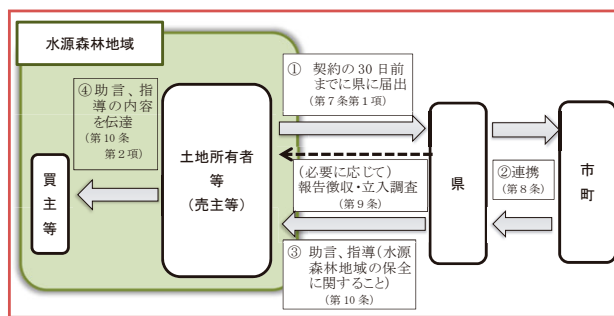 水源森林地域
④助言、指
導の内容
を伝達
(第10条
第2項)
買主等
土地所有者
等
(売主等)
① 契約の30日前
までに県に届出
(第7条第1項)
(必要に応じて)
報告徴収・立入調査
(第9条)
③ 助言、指導(水源
森林地域の保全
に関すること)
(第10条)
県
②連携
(第8条)
市町